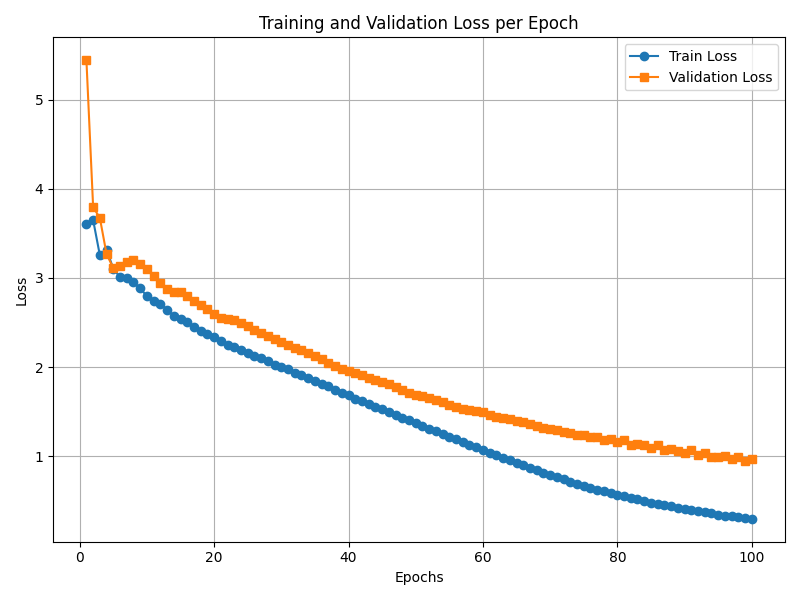 Training and Validation Loss per Epoch
Train Loss
Validation Loss
5
4
3
2
1
Loss
0 20 40 60 80 100
Epochs